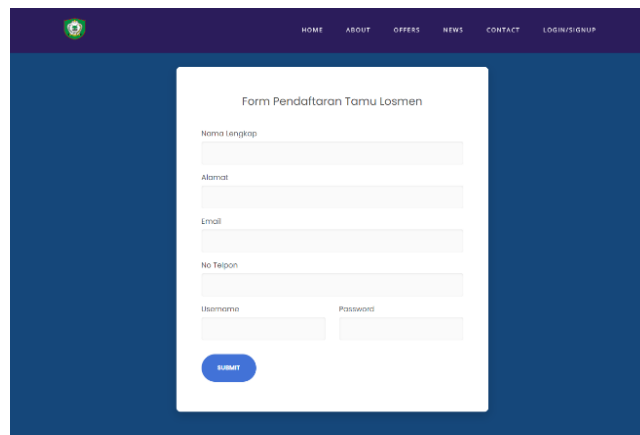 HOME ABOUT OFFERS NEWS CONTACT LOGIN/SIGNUP
Form Pendaftaran Tamu Losmen
Nama Lengkap
Alamat
Email
No Telpon
Username Password
SUBMIT